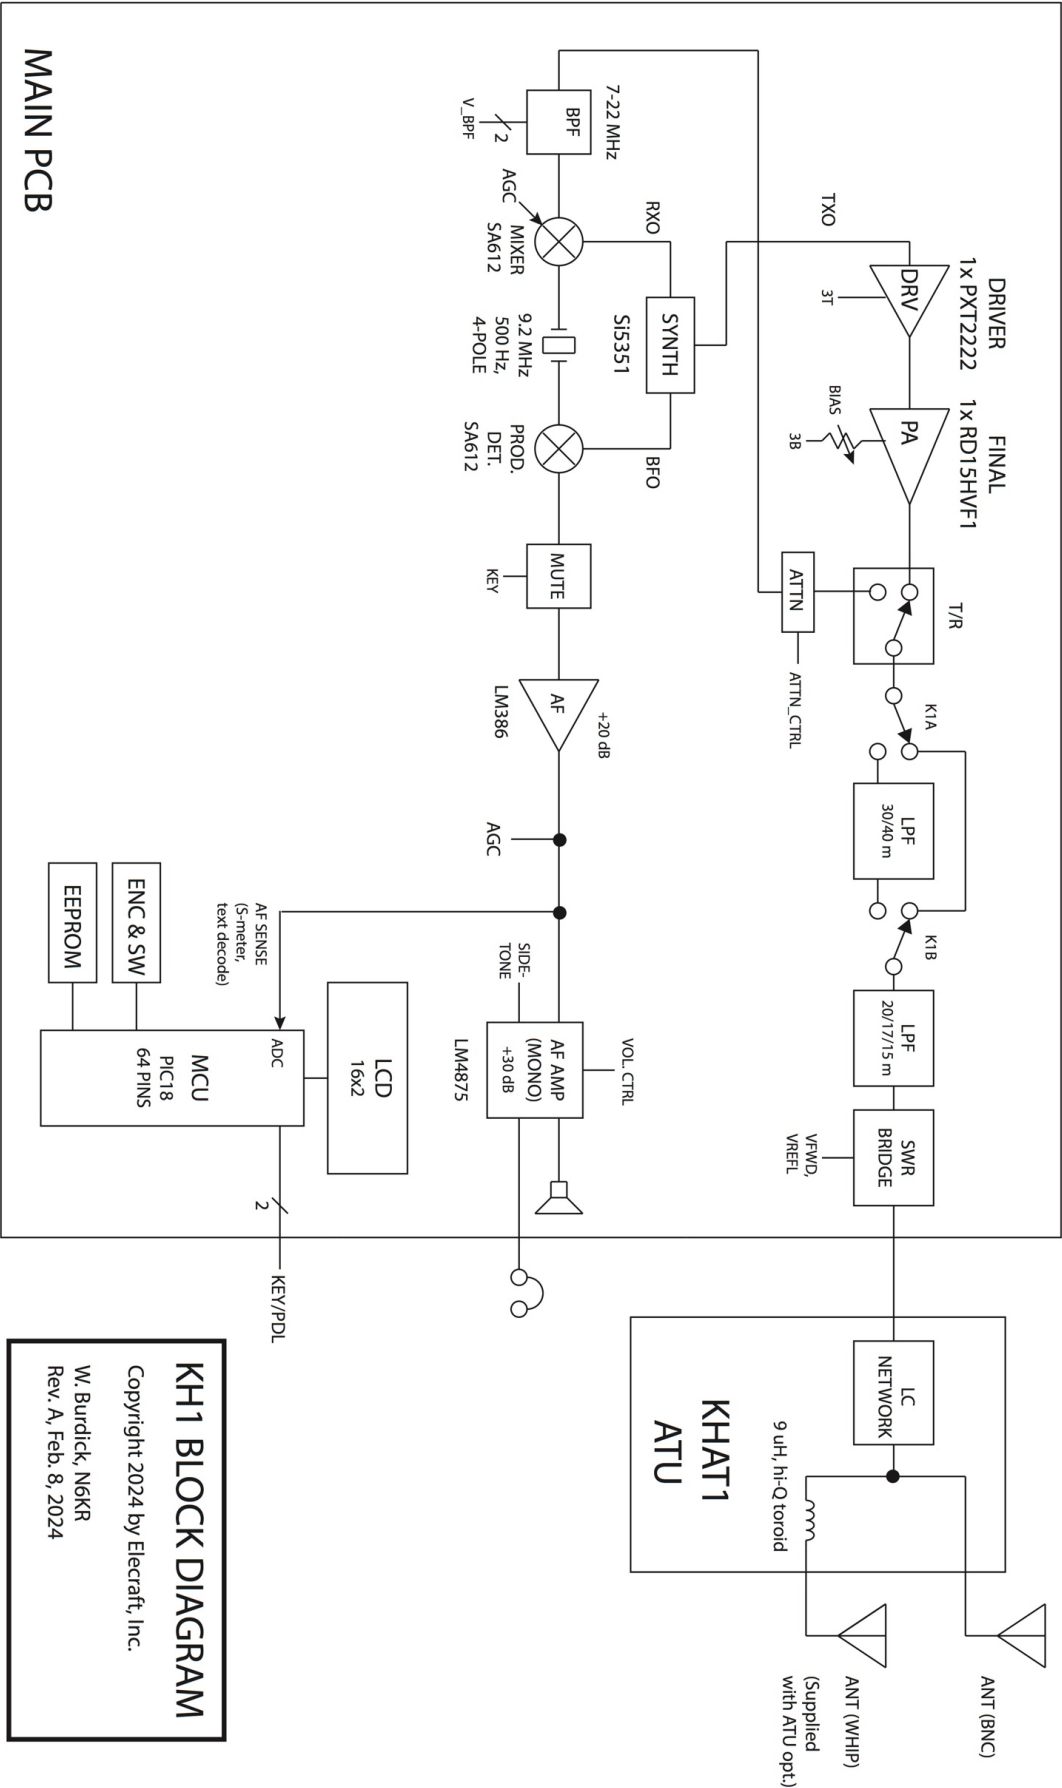 DRIVER
1x PXT2222
FINAL
1x RD15HVF1
T/R
K1A
K1B
TXO
DRV
3T
PA
BIAS
3B
ATTN
ATTN_CTRL
LPF
30/40 m
LPF
20/17/15 m
SWR
BRIDGE
VFWD,
VREFL
LC
NETWORK
9 uH, hi-Q toroid
KHAT1
ATU
ANT (BNC)
ANT (WHIP)
(Supplied
with ATU opt.)
RXO
SYNTH
Si5351
BFO
7-22 MHz
BPF
2
V_BPF
AGC
MIXER
SA612
9.2 MHz
500 Hz,
4-POLE
PROD.
DET.
SA612
MUTE
KEY
+20 dB
AF
LM386
AGC
VOL. CTRL
SIDE-
TONE
AF AMP
(MONO)
+30 dB
LM4875
AF SENSE
(S-meter,
text decode)
LCD
16x2
ENC & SW
EEPROM
ADC
MCU
PIC18
64 PINS
2
KEY/PDL
MAIN PCB
KH1 BLOCK DIAGRAM
Copyright 2024 by Elecraft, Inc.
W. Burdick, N6KR
Rev. A, Feb. 8, 2024